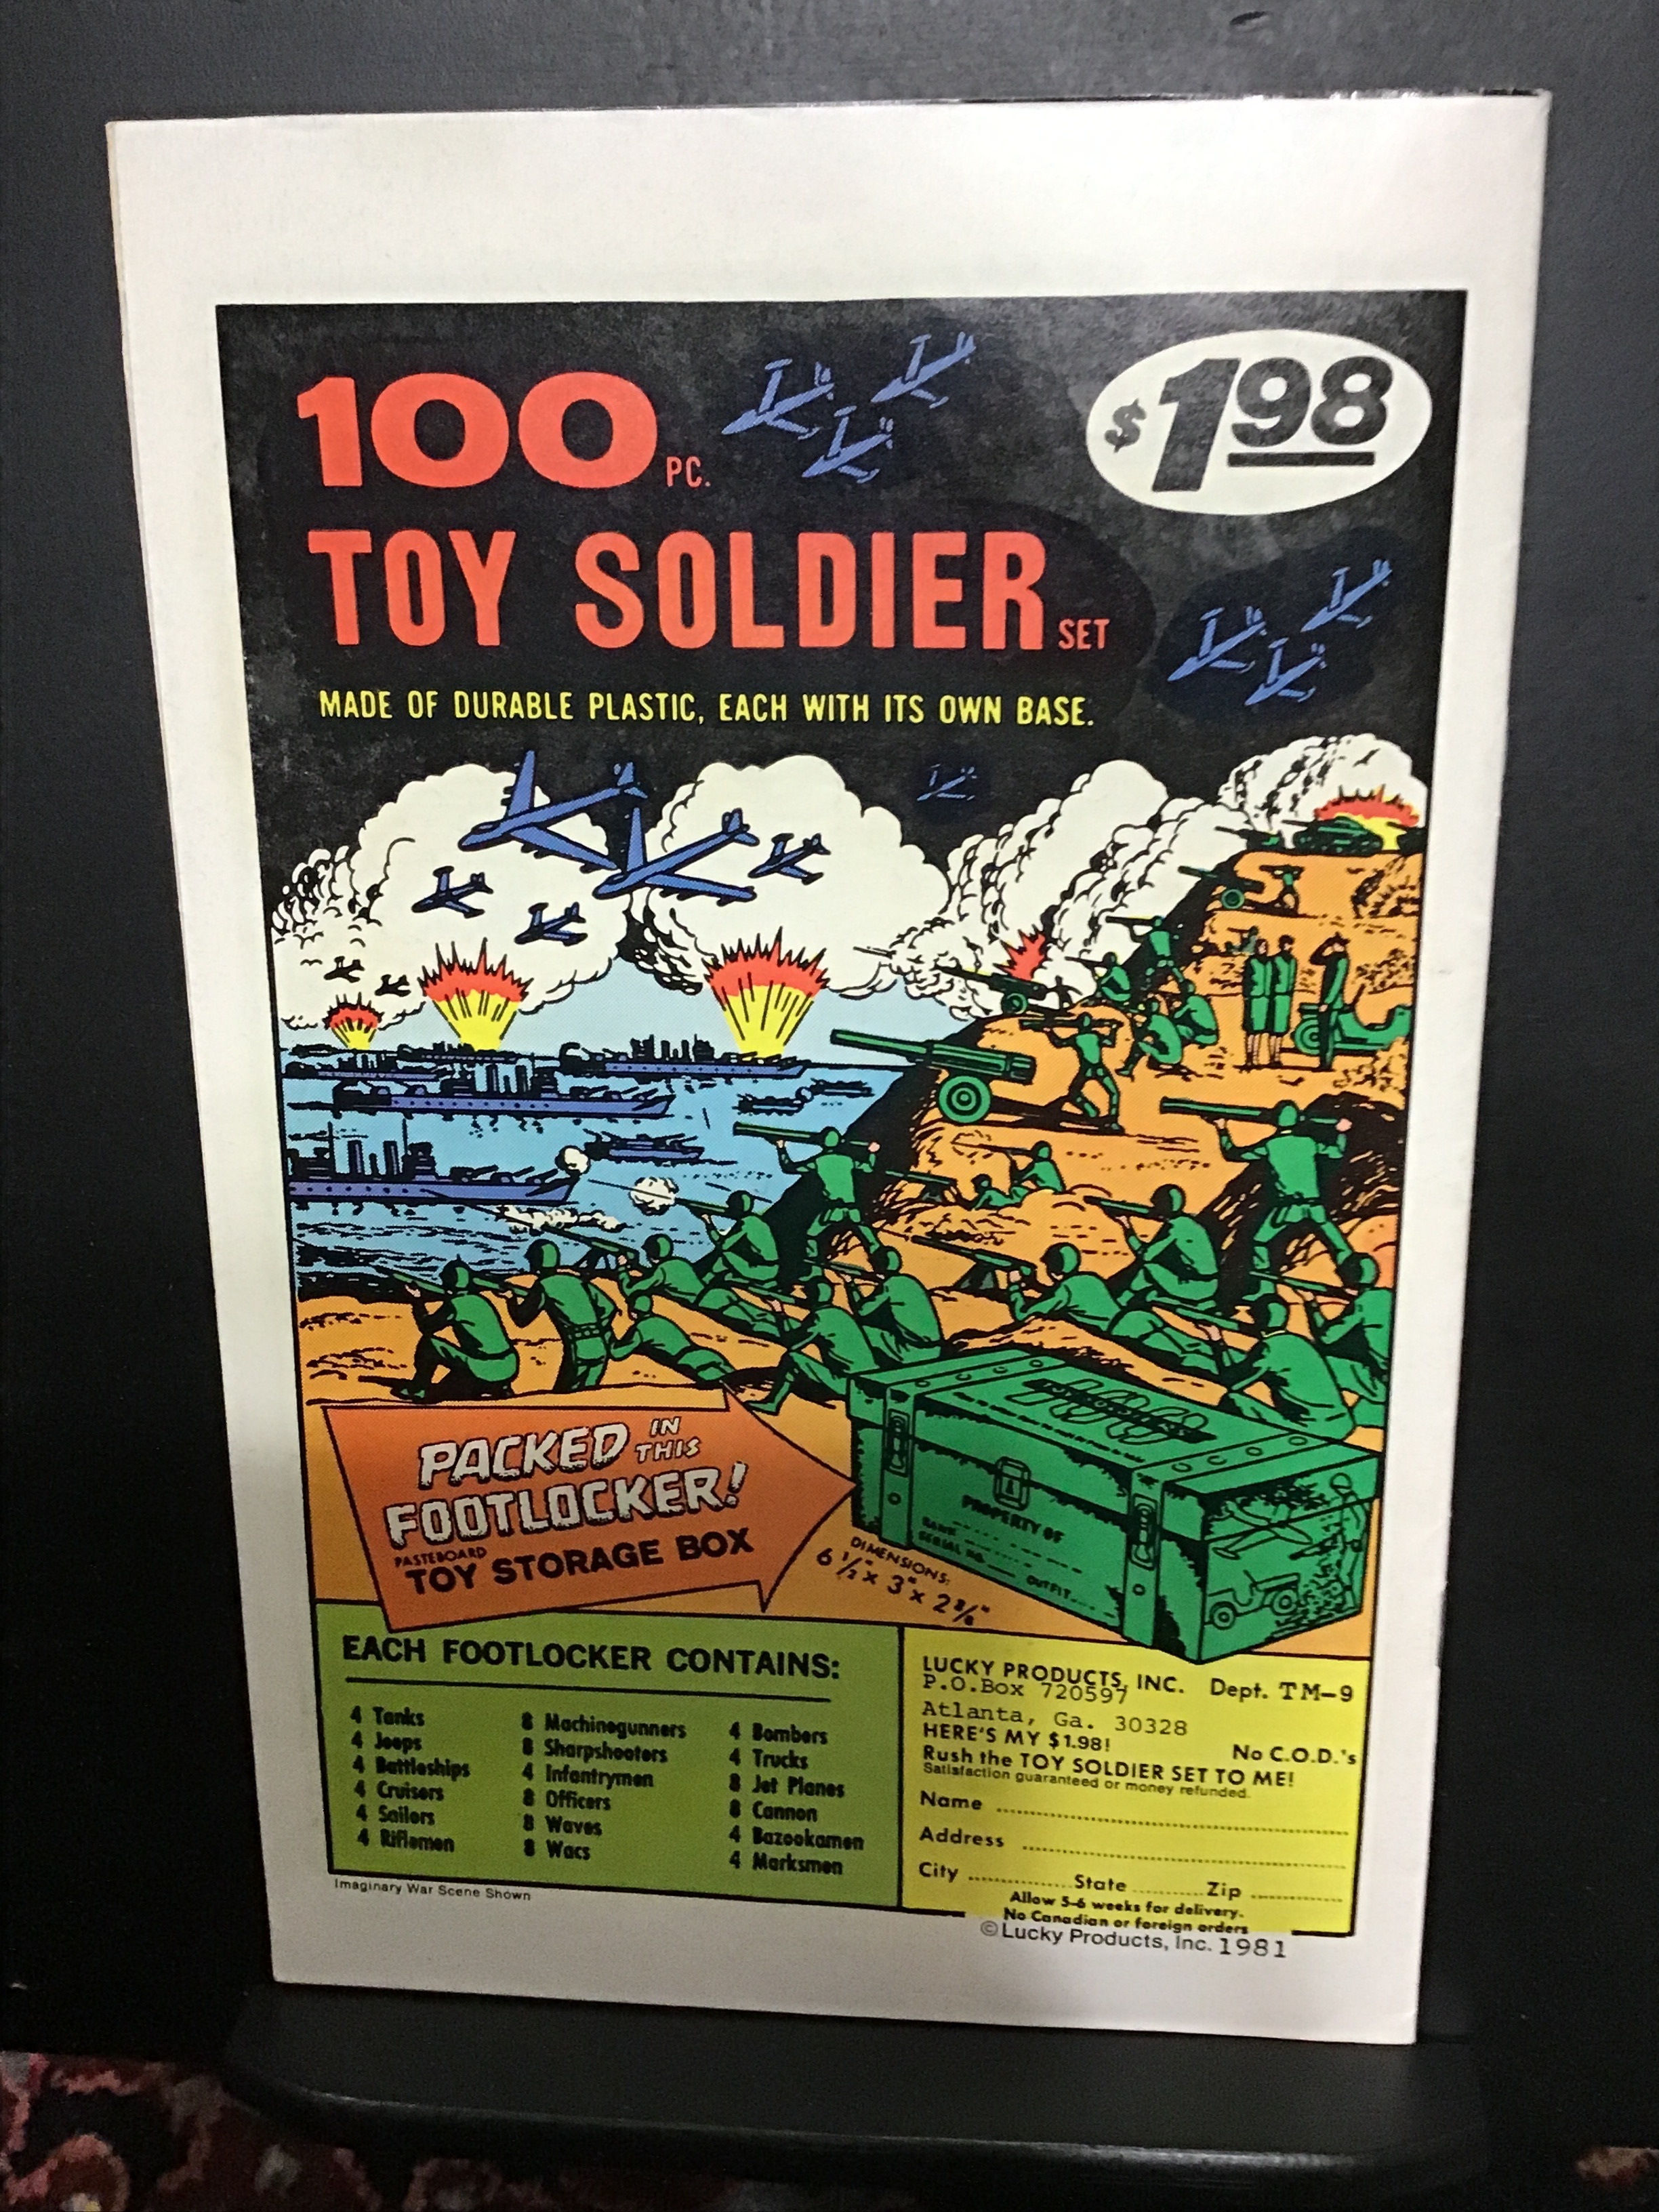 100 PC.
$1.98
TOY SOLDIER SET
MADE OF DURABLE PLASTIC, EACH WITH ITS OWN BASE.
PACKED IN THIS
FOOTLOCKER!
PASTEBOARD
TOY STORAGE BOX
DIMENSIONS:
6 1/2" x 3" x 2 3/8"
100
PROPERTY OF
RANK
SERIAL NO.
OUTFIT
EACH FOOTLOCKER CONTAINS:
4 Tanks
4 Jeeps
4 Battleships
4 Cruisers
4 Sailors
4 Riflemen
8 Machinegunners
8 Sharpshooters
4 Infantrymen
8 Officers
8 Waves
8 Wacs
4 Bombers
4 Trucks
8 Jet Planes
8 Cannon
4 Bazookamen
4 Marksmen
Imaginary War Scene Shown
LUCKY PRODUCTS, INC. Dept. TM-9
P.O.Box 720597
Atlanta, Ga. 30328
HERE'S MY $1.98! No C.O.D.'s
Rush the TOY SOLDIER SET TO ME!
Satisfaction guaranteed or money refunded.
Name
Address
City State Zip
Allow 5-6 weeks for delivery.
No Canadian or foreign orders
©Lucky Products, Inc. 1981